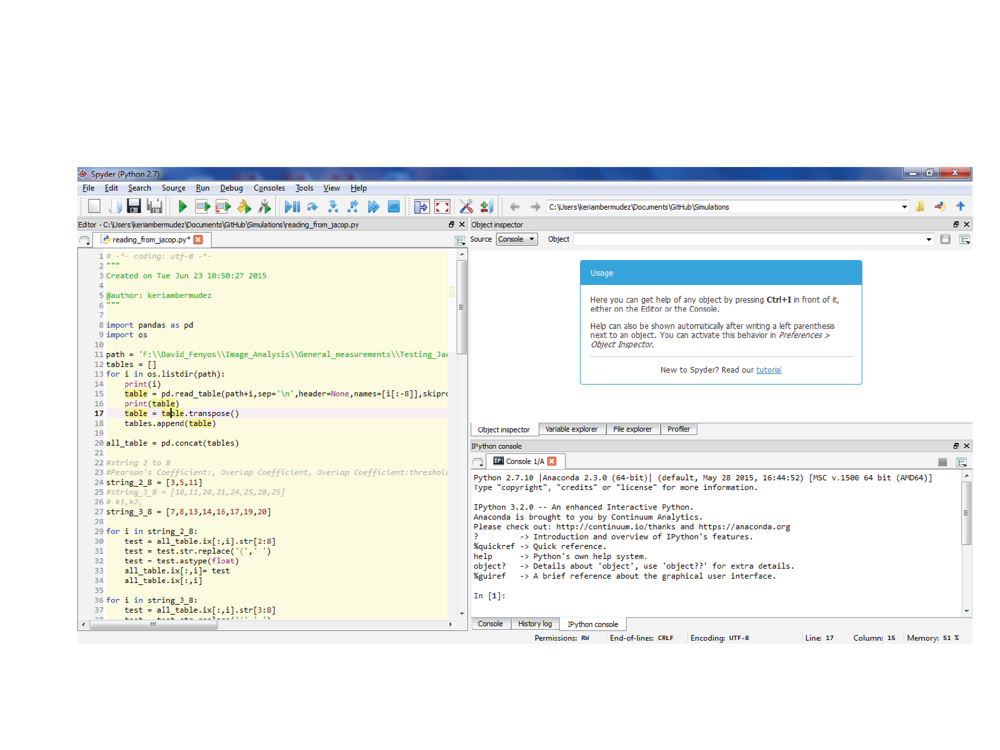 Spyder (Python 2.7)
File Edit Search Source Run Debug Consoles Tools View Help
C:\Users\keriambermudez\Documents\GitHub\Simulations
Editor - C:\Users\keriambermudez\Documents\GitHub\Simulations\reading_from_jacop.py
reading_from_jacop.py*
1 # -*- coding: utf-8 -*-
2 """
3 Created on Tue Jun 23 10:50:27 2015
4
5 @author: keriambermudez
6 """
7
8 import pandas as pd
9 import os
10
11 path = 'F:\\David_Fenyos\\Image_Analysis\\General_measurements\\Testing_Jac
12 tables = []
13 for i in os.listdir(path):
14     print(i)
15     table = pd.read_table(path+i,sep='\n',header=None,names=[i[:-8]],skipro
16     print(table)
17     table = table.transpose()
18     tables.append(table)
19
20 all_table = pd.concat(tables)
21
22 #string 2 to 8
23 #Pearson's Coefficient:, Overlap Coefficient, Overlap Coefficient:threshold
24 string_2_8 = [3,5,11]
25 #string_3_8 = [10,11,20,21,24,25,28,29]
26 # k1,k2,
27 string_3_8 = [7,8,13,14,16,17,19,20]
28
29 for i in string_2_8:
30     test = all_table.ix[:,i].str[2:8]
31     test = test.str.replace('(',' ')
32     test = test.astype(float)
33     all_table.ix[:,i]= test
34     all_table.ix[:,i]
35
36 for i in string_3_8:
37     test = all_table.ix[:,i].str[3:8]
Object inspector
Source Console Object
Usage
Here you can get help of any object by pressing Ctrl+I in front of it,
either on the Editor or the Console.
Help can also be shown automatically after writing a left parenthesis
next to an object. You can activate this behavior in Preferences >
Object Inspector.
New to Spyder? Read our tutorial
Object inspector Variable explorer File explorer Profiler
IPython console
IP: Console 1/A
Python 2.7.10 |Anaconda 2.3.0 (64-bit)| (default, May 28 2015, 16:44:52) [MSC v.1500 64 bit (AMD64)]
Type "copyright", "credits" or "license" for more information.
IPython 3.2.0 -- An enhanced Interactive Python.
Anaconda is brought to you by Continuum Analytics.
Please check out: http://continuum.io/thanks and https://anaconda.org
?         -> Introduction and overview of IPython's features.
%quickref -> Quick reference.
help      -> Python's own help system.
object?   -> Details about 'object', use 'object??' for extra details.
%guiref   -> A brief reference about the graphical user interface.
In [1]:
Console History log IPython console
Permissions: RW End-of-lines: CRLF Encoding: UTF-8 Line: 17 Column: 15 Memory: 51 %